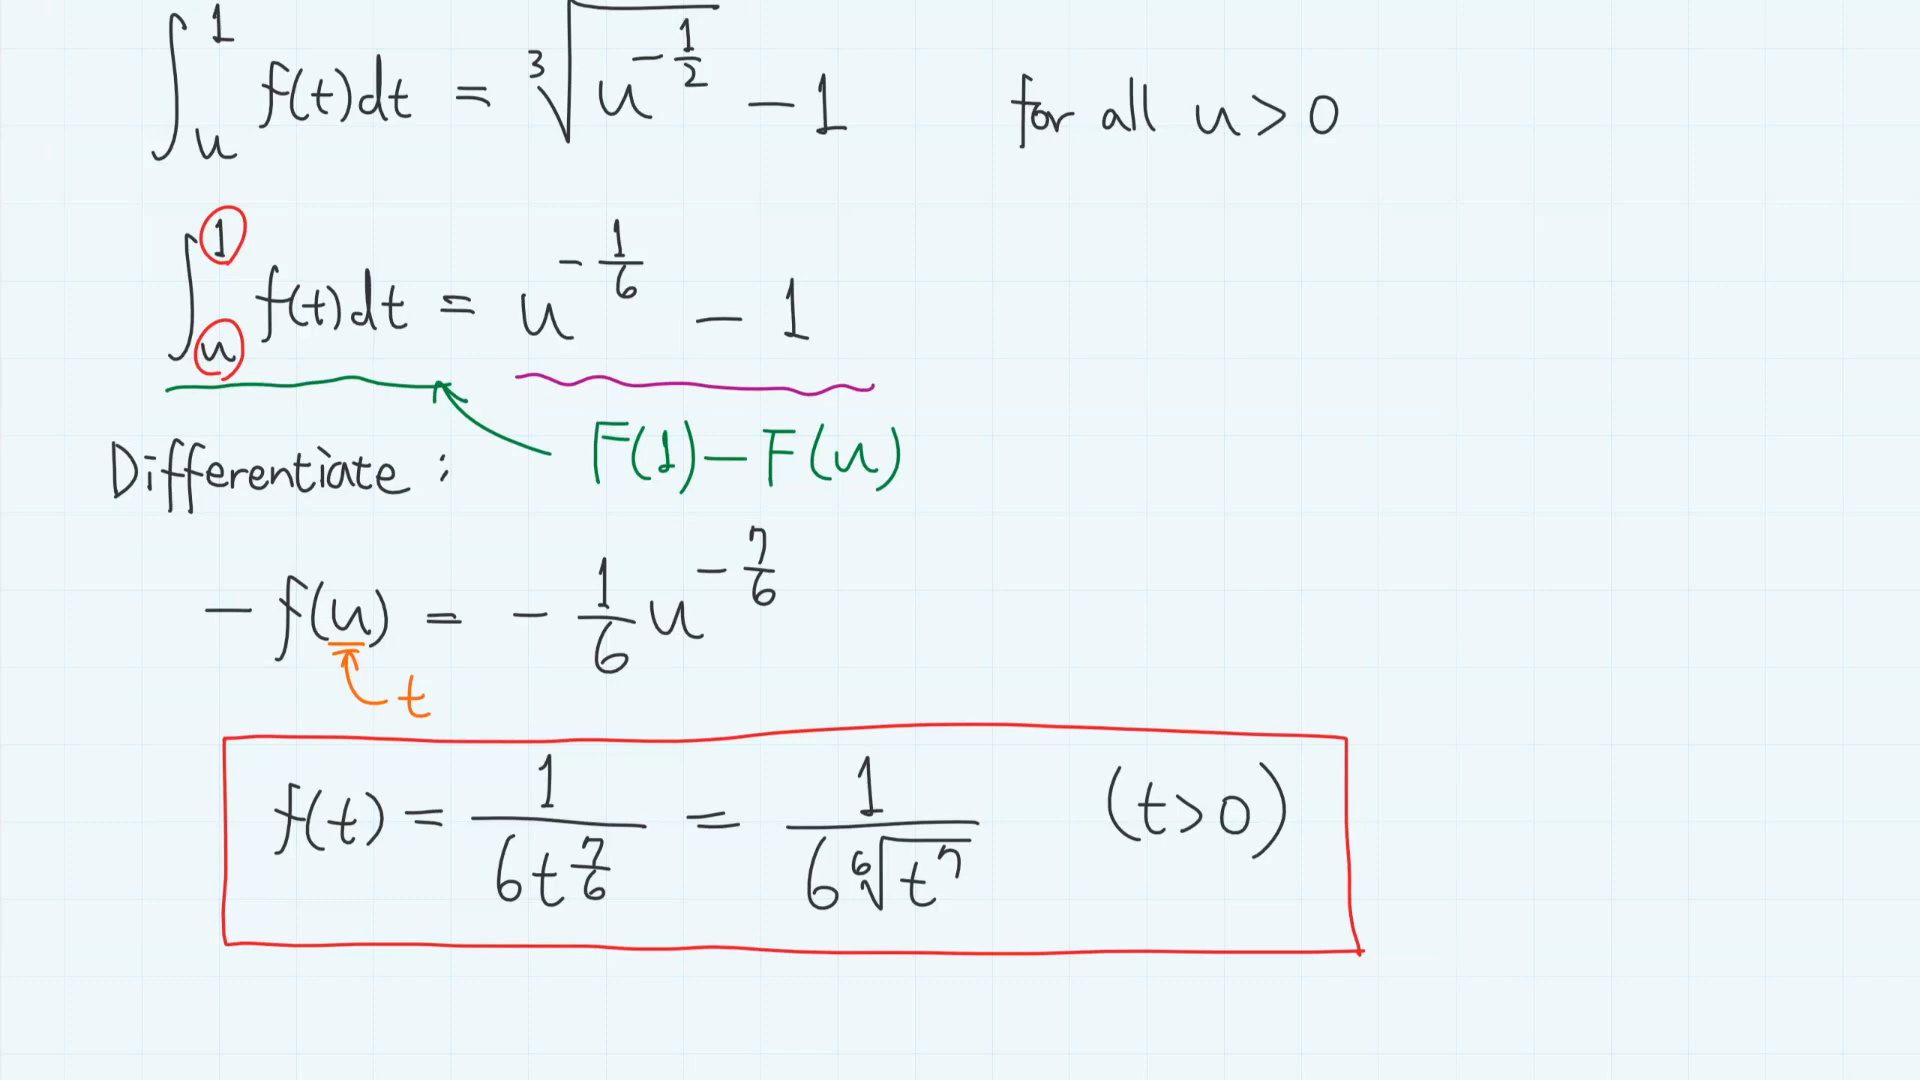 ∫_u^1 f(t)dt = ∛(u^(-1/2)) - 1 for all u > 0
∫_u^1 f(t)dt = u^(-1/6) - 1
F(1) - F(u)
Differentiate :
- f(u) = - 1/6 u^(-7/6)
t
f(t) = 1/(6t^(7/6)) = 1/(6 ⁶√(t^7)) (t>0)